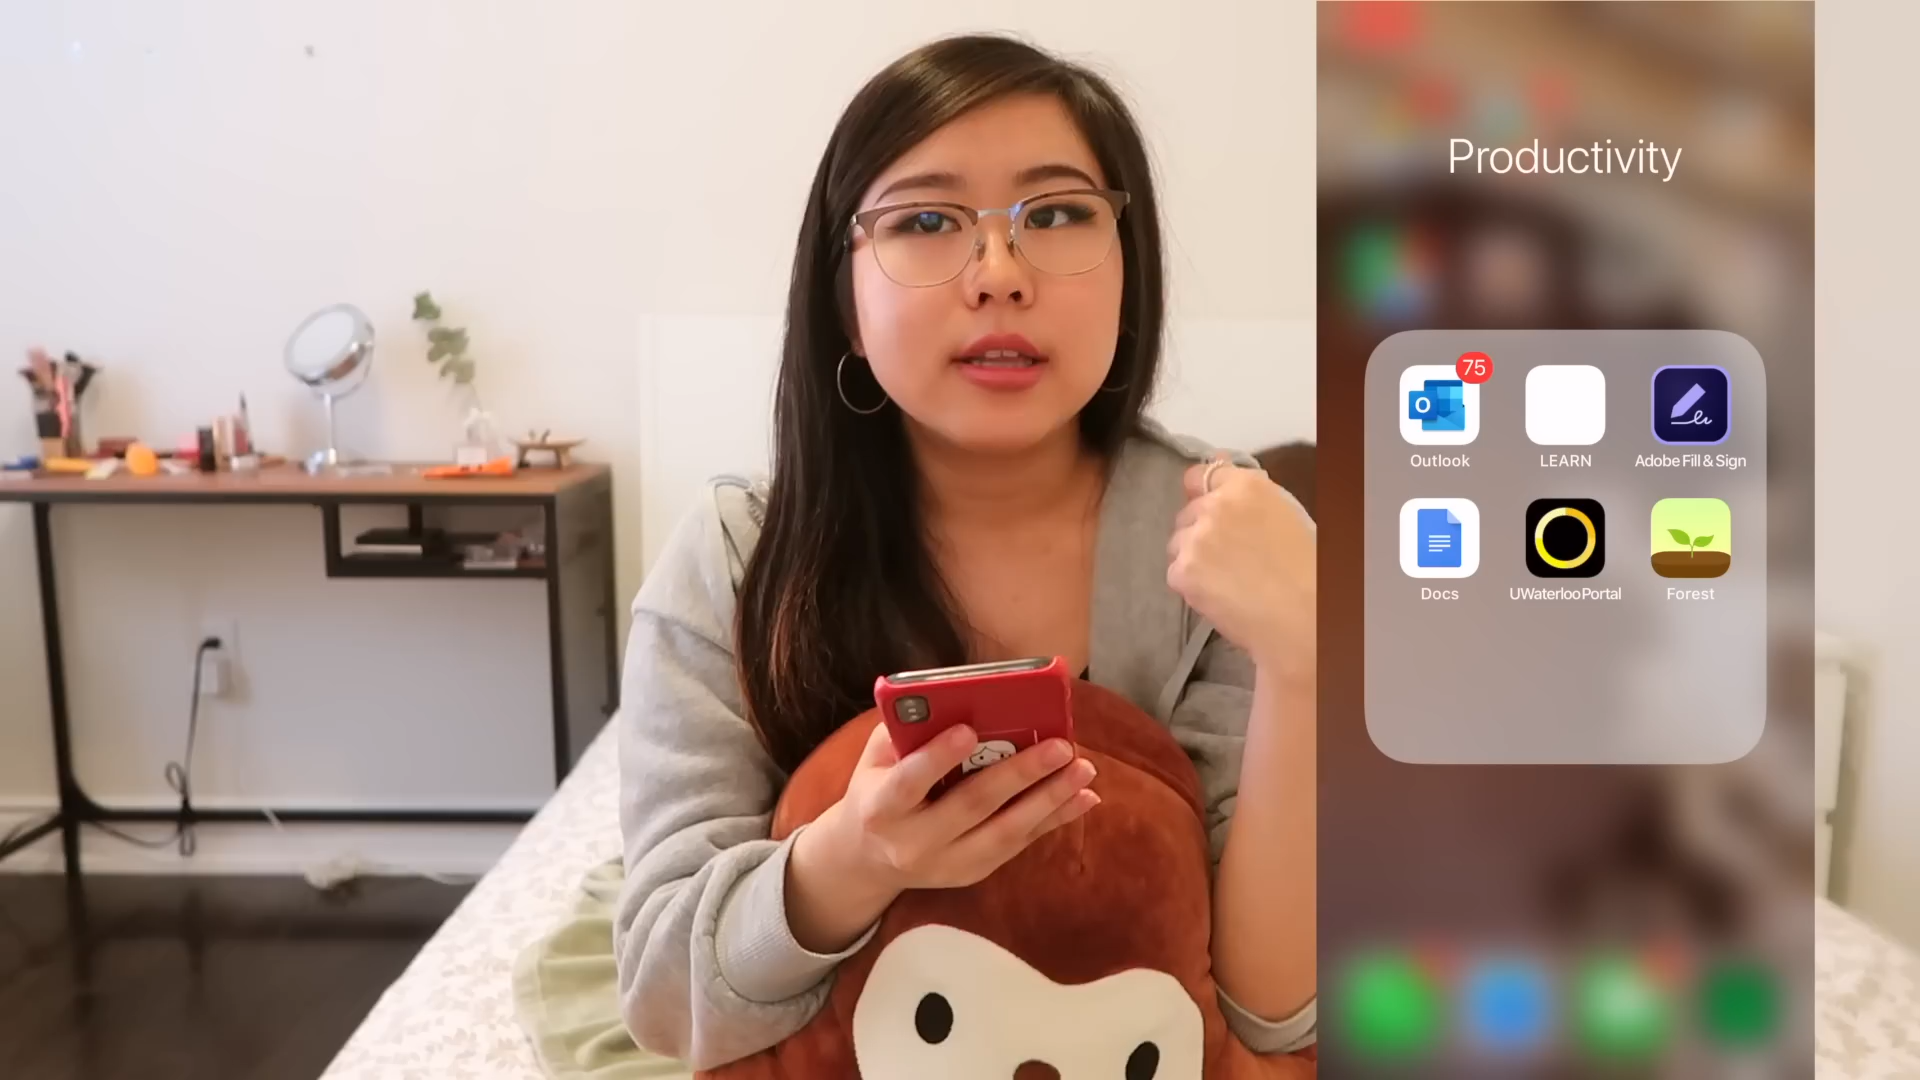 Productivity
75
O
Outlook
LEARN
Adobe Fill & Sign
Docs
UWaterlooPortal
Forest